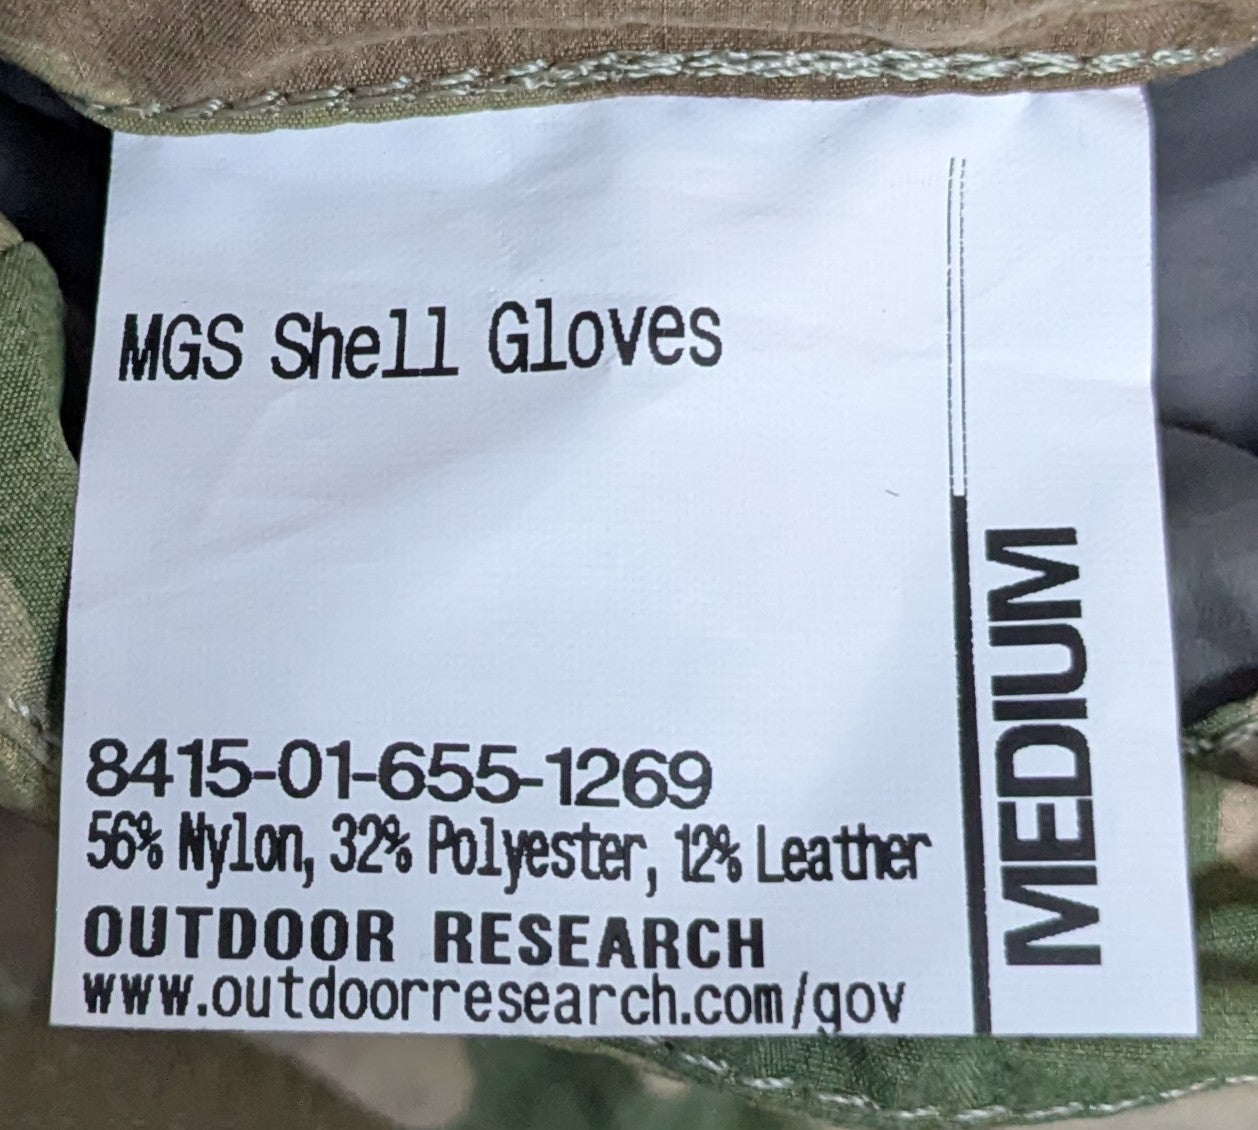 MGS Shell Gloves
8415-01-655-1269
56% Nylon, 32% Polyester, 12% Leather
OUTDOOR RESEARCH
www.outdoorresearch.com/gov
MEDIUM